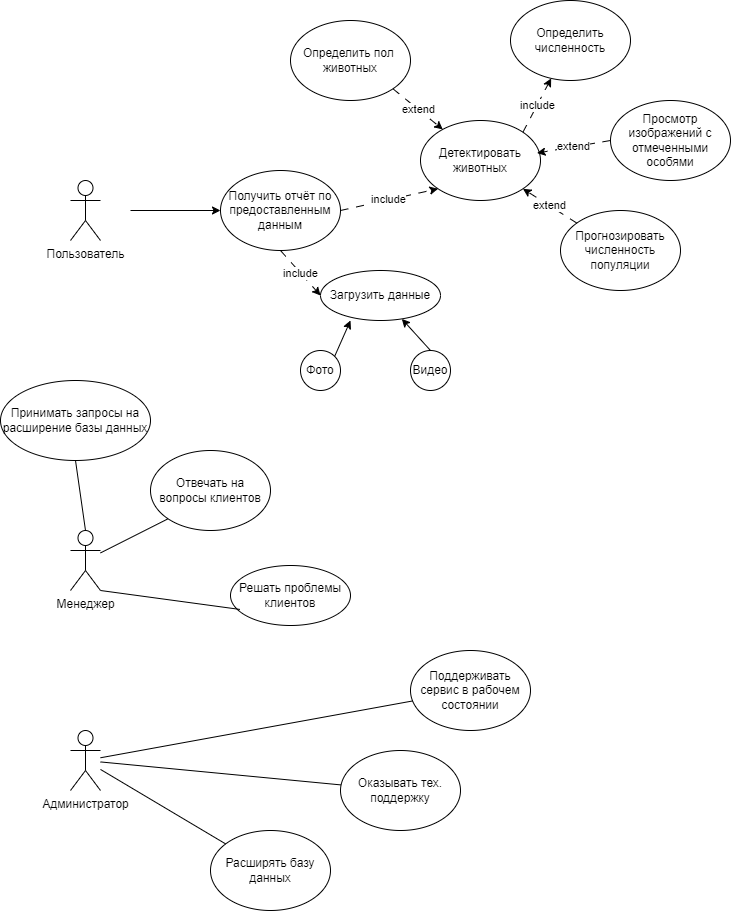 Определить пол
животных
Определить
численность
extend
include
Просмотр
изображений с
отмеченными
особями
extend
Детектировать
животных
Получить отчёт по
предоставленным
данным
include
extend
Прогнозировать
численность
популяции
Пользователь
include
Загрузить данные
Фото
Видео
Принимать запросы на
расширение базы данных
Отвечать на
вопросы клиентов
Менеджер
Решать проблемы
клиентов
Поддерживать
сервис в рабочем
состоянии
Администратор
Оказывать тех.
поддержку
Расширять базу
данных